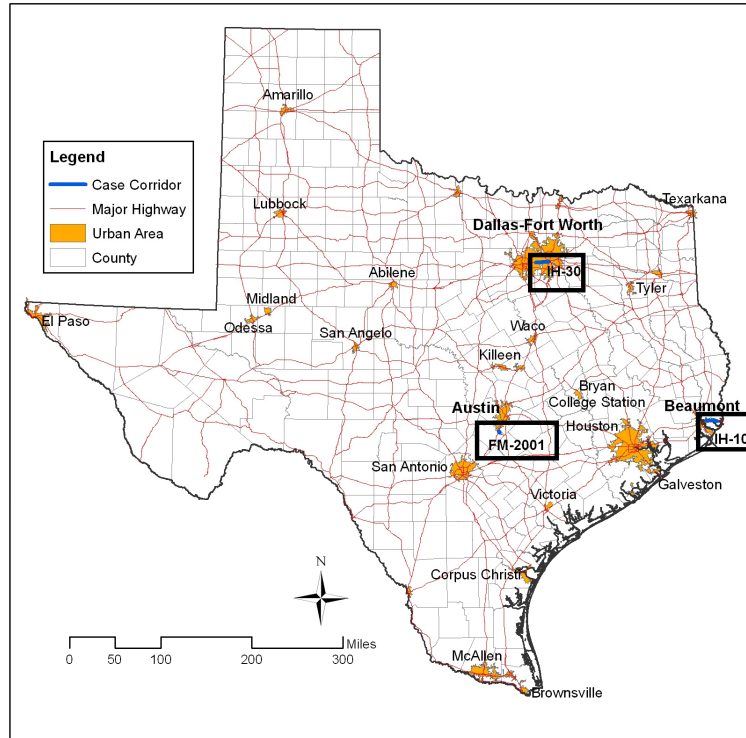 Amarillo
Legend
Case Corridor
Major Highway
Urban Area
County
Lubbock
Texarkana
Dallas-Fort Worth
IH-30
Abilene
Tyler
Midland
El Paso
Odessa
San Angelo
Waco
Killeen
Bryan
College Station
Austin
Beaumont
Houston
FM-2001
IH-10
San Antonio
Galveston
Victoria
N
Corpus Christi
Miles
0 50 100 200 300
McAllen
Brownsville